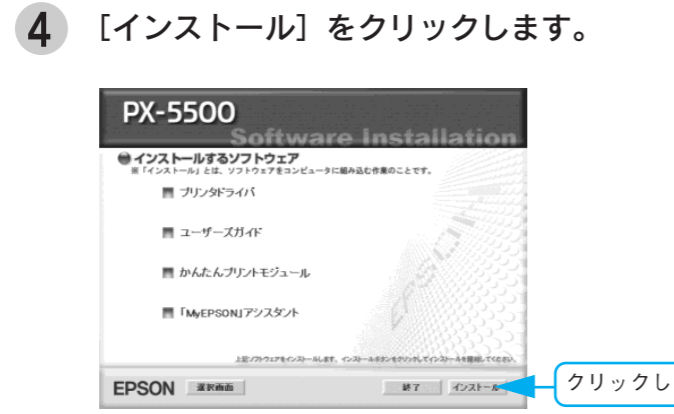 4 ［インストール］をクリックします。
PX-5500
Software Installation
インストールするソフトウェア
※「インストール」とは、ソフトウェアをコンピュータに組み込む作業のことです。
プリンタドライバ
ユーザーズガイド
かんたんプリントモジュール
「MyEPSON」アシスタント
EPSON
上記ソフトウェアをインストールします。インストールボタンをクリックしてインストールを開始してください。
EPSON 選択画面 終了 インストール
クリックし